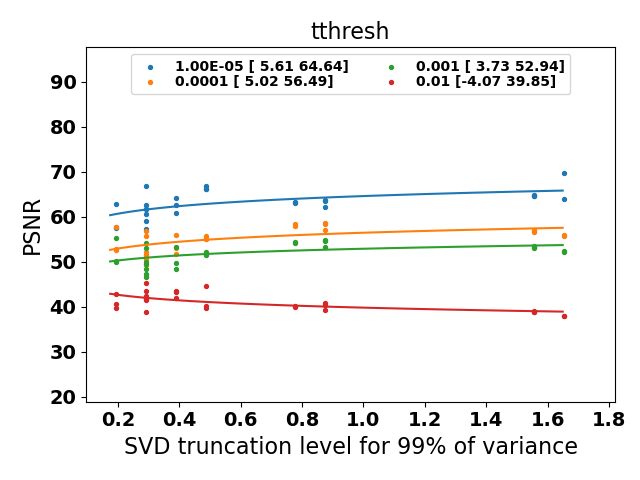 tthresh
1.00E-05 [ 5.61 64.64]
0.0001 [ 5.02 56.49]
0.001 [ 3.73 52.94]
0.01 [-4.07 39.85]
PSNR
90
80
70
60
50
40
30
20
0.2 0.4 0.6 0.8 1.0 1.2 1.4 1.6 1.8
SVD truncation level for 99% of variance